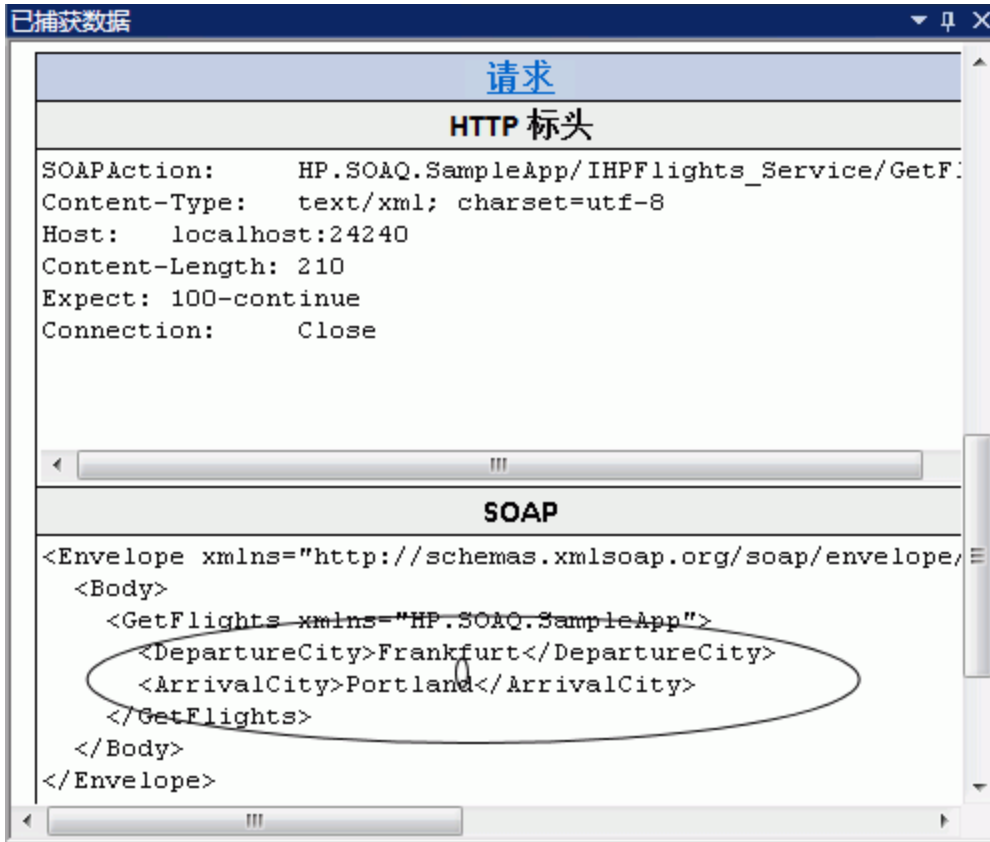 已捕获数据
请求
HTTP 标头
SOAPAction: HP.SOAQ.SampleApp/IHPFlights_Service/GetF
Content-Type: text/xml; charset=utf-8
Host: localhost:24240
Content-Length: 210
Expect: 100-continue
Connection: Close
SOAP
<Envelope xmlns="http://schemas.xmlsoap.org/soap/envelope/
<Body>
<GetFlights xmlns="HP.SOAQ.SampleApp">
<DepartureCity>Frankfurt</DepartureCity>
<ArrivalCity>Portland</ArrivalCity>
</GetFlights>
</Body>
</Envelope>